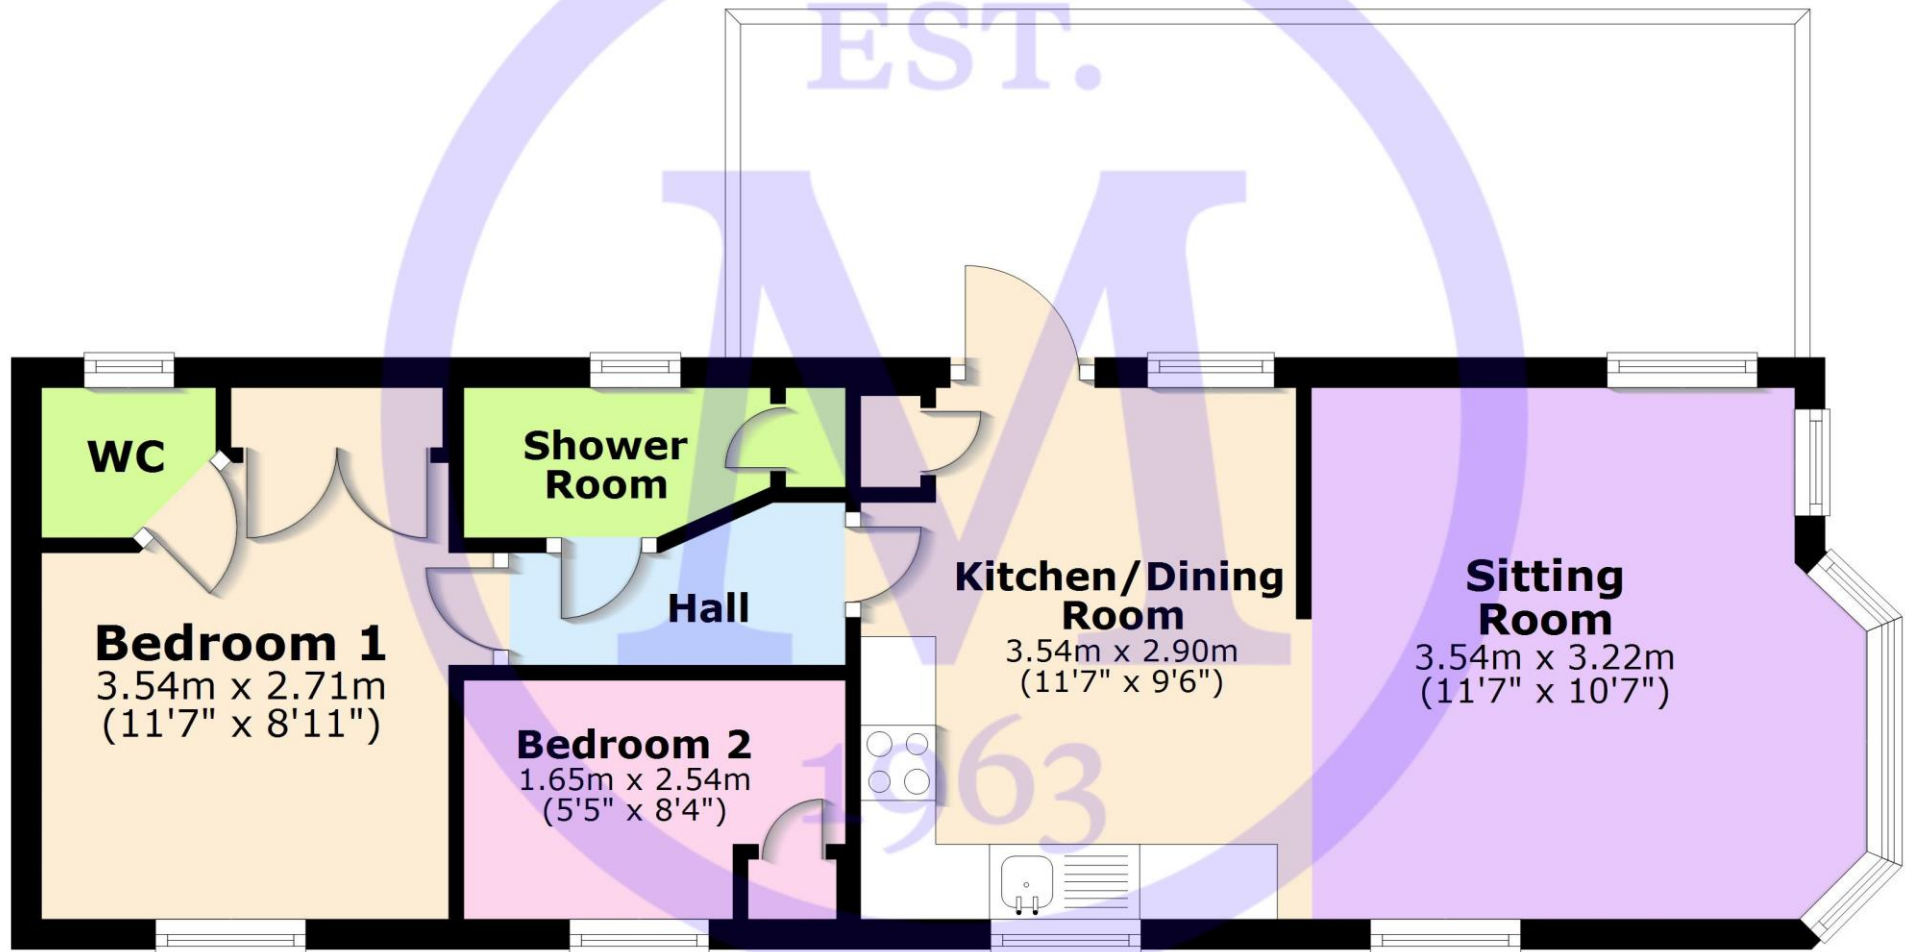 EST.
M
WC
Shower
Room
Hall
Kitchen/Dining
Room
3.54m x 2.90m
(11'7" x 9'6")
Sitting
Room
3.54m x 3.22m
(11'7" x 10'7")
Bedroom 1
3.54m x 2.71m
(11'7" x 8'11")
Bedroom 2
1.65m x 2.54m
(5'5" x 8'4")
1963